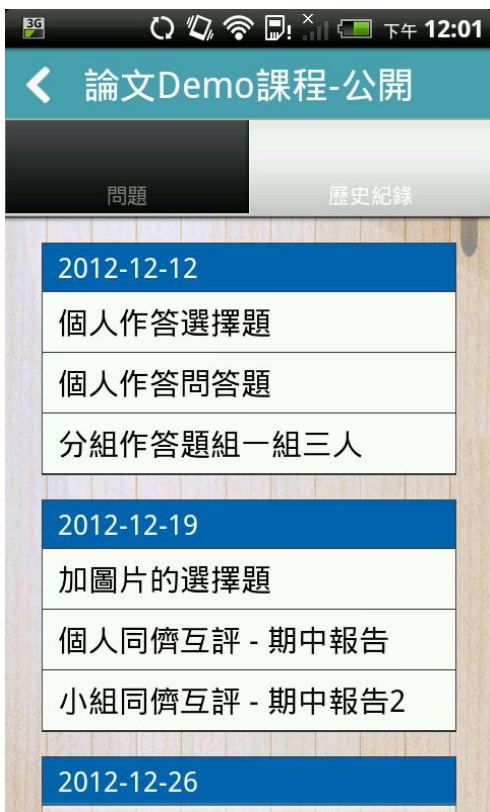 3G 下午 12:01
論文Demo課程-公開
問題 歷史紀錄
2012-12-12
個人作答選擇題
個人作答問答題
分組作答題組一組三人
2012-12-19
加圖片的選擇題
個人同儕互評 - 期中報告
小組同儕互評 - 期中報告2
2012-12-26